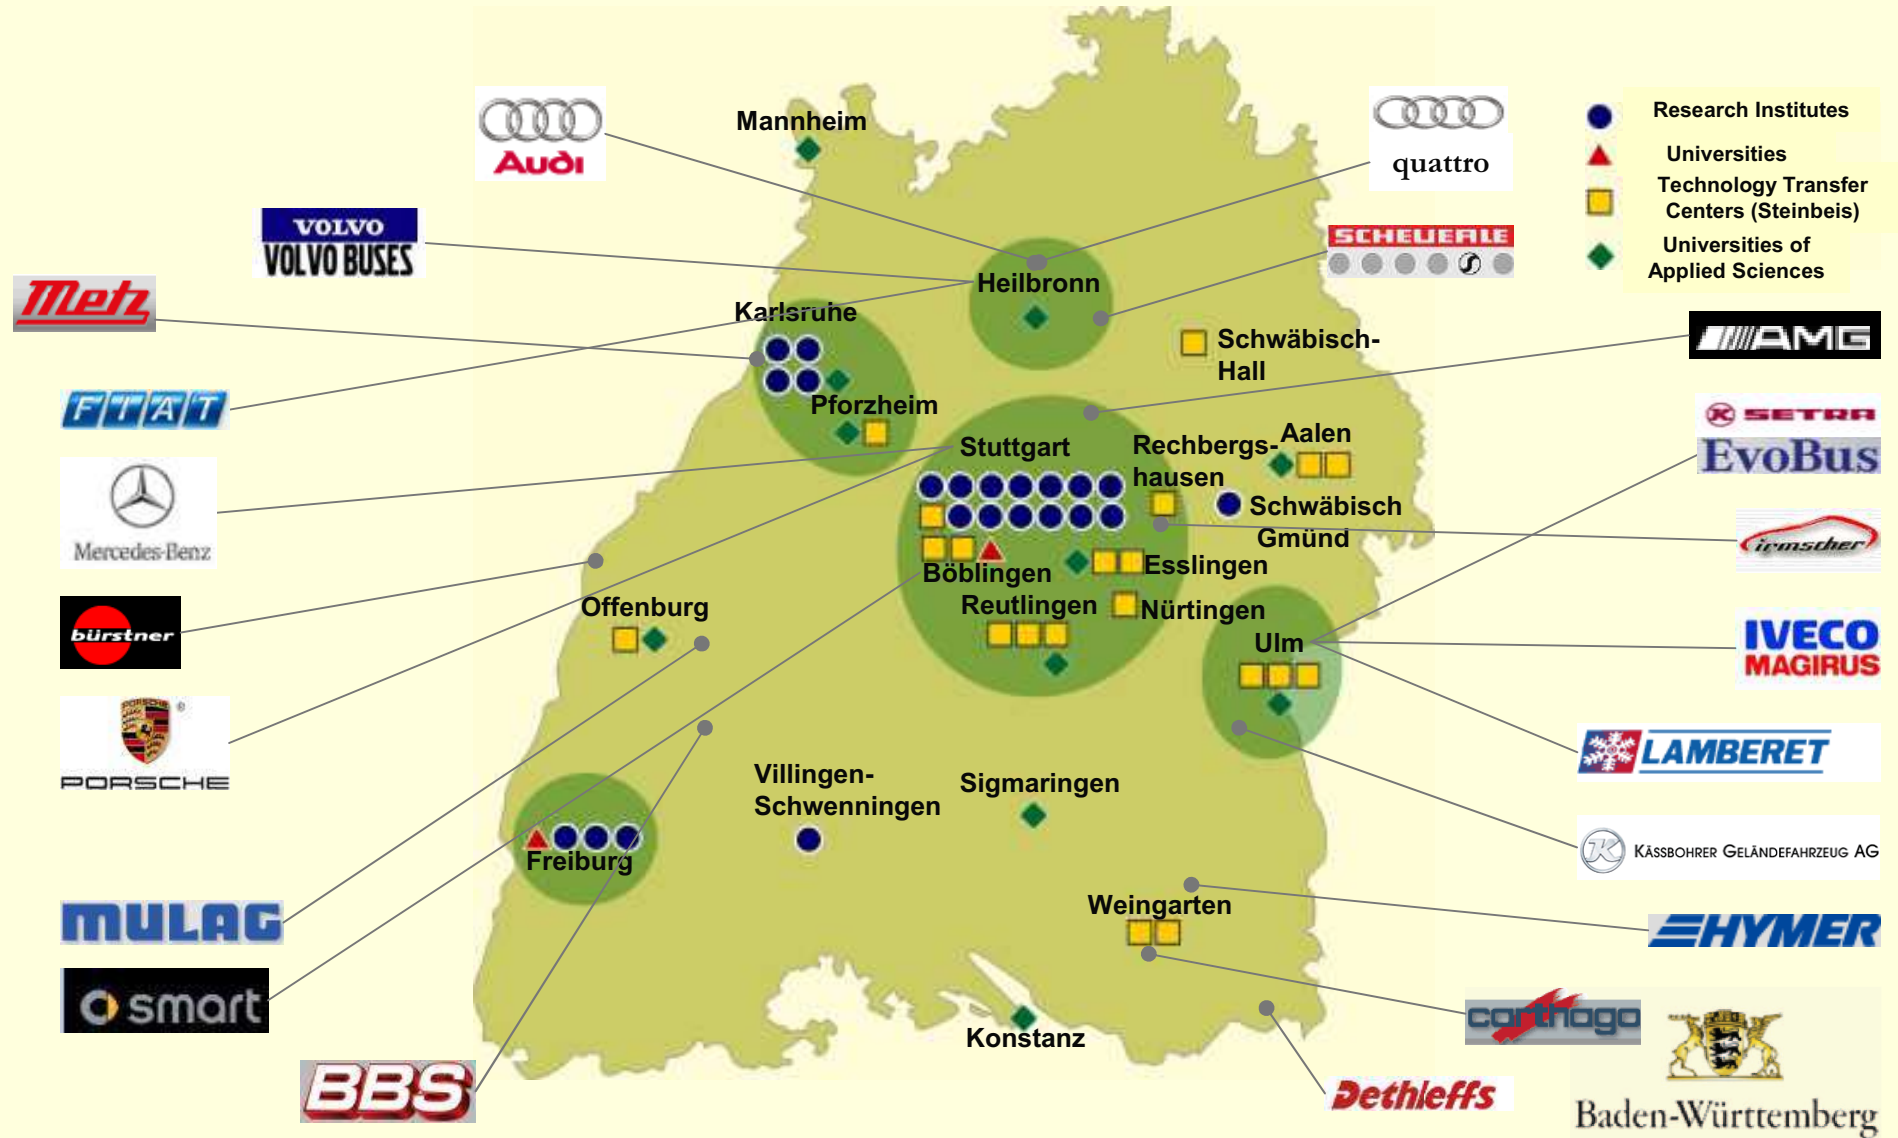 Mannheim
Audi
quattro
Research Institutes
Universities
Technology Transfer
Centers (Steinbeis)
Universities of
Applied Sciences
VOLVO
VOLVO BUSES
SCHEUERLE
Metz
Heilbronn
Karlsruhe
Schwäbisch-
Hall
AMG
FIAT
Pforzheim
SETRA
EvoBus
Stuttgart
Rechbergs-
hausen
Aalen
Mercedes-Benz
Schwäbisch
Gmünd
irmscher
Böblingen
Esslingen
Reutlingen
Nürtingen
Offenburg
bürstner
Ulm
IVECO
MAGIRUS
PORSCHE
®
PORSCHE
LAMBERET
Villingen-
Schwenningen
Sigmaringen
Freiburg
K
KÄSSBOHRER GELÄNDEFAHRZEUG AG
MULAG
Weingarten
HYMER
smart
carthago
Konstanz
BBS
Dethleffs
Baden-Württemberg